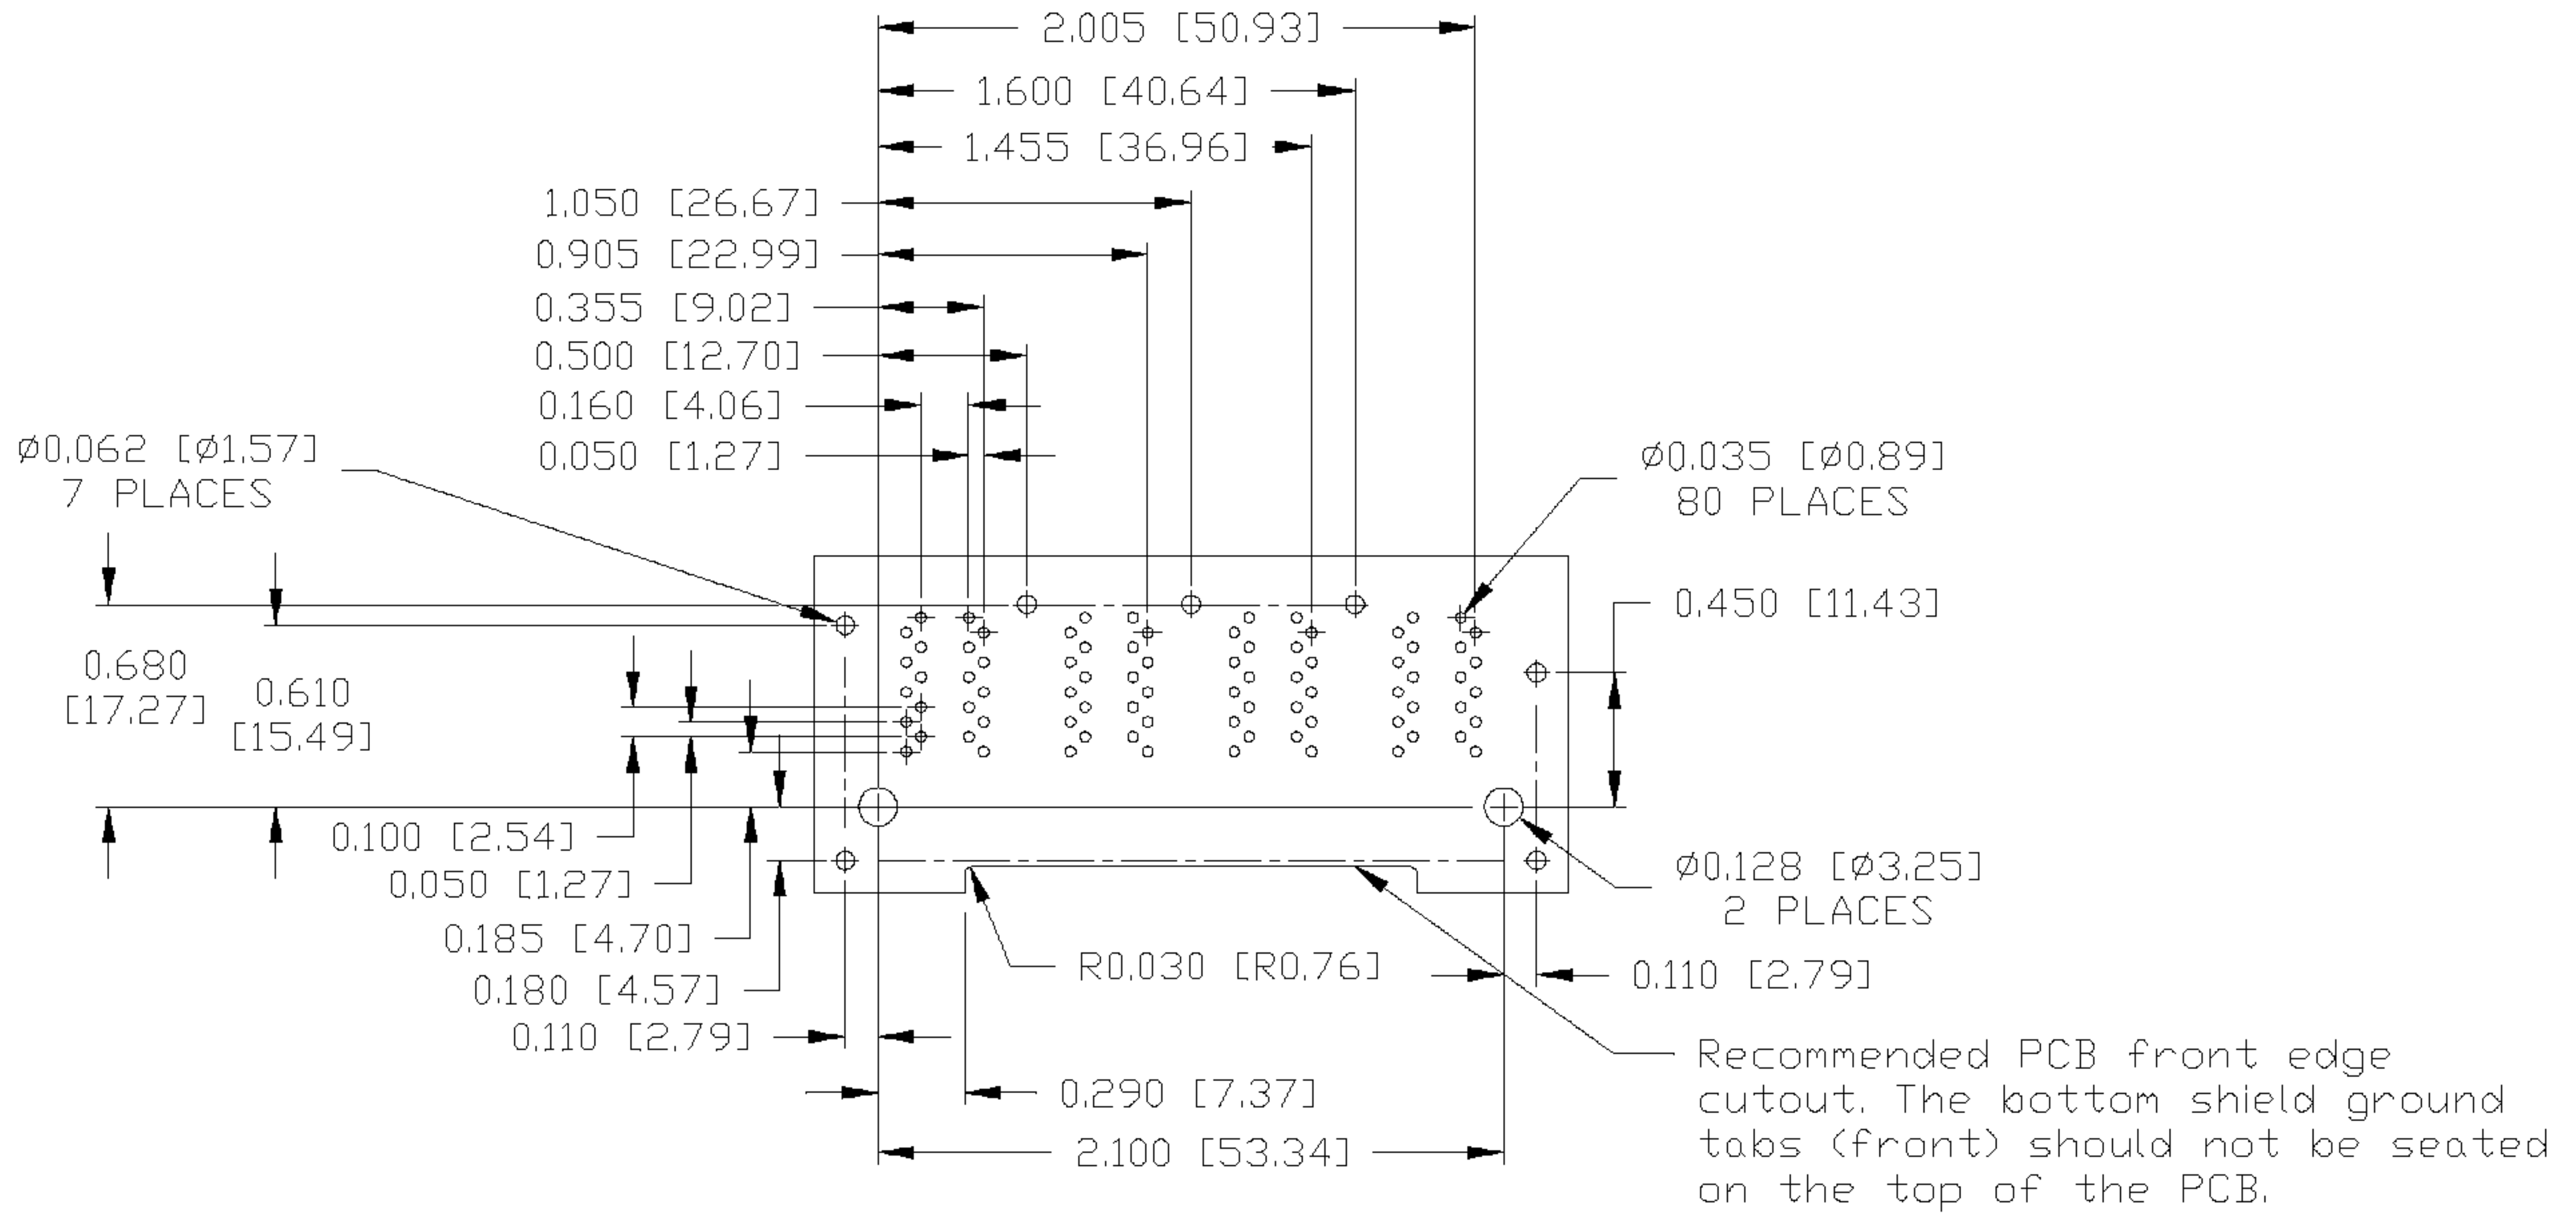 2.005 [50.93]
1.600 [40.64]
1.455 [36.96]
1.050 [26.67]
0.905 [22.99]
0.355 [9.02]
0.500 [12.70]
0.160 [4.06]
0.050 [1.27]
Ø0.062 [Ø1.57]
7 PLACES
Ø0.035 [Ø0.89]
80 PLACES
0.450 [11.43]
0.680
[17.27]
0.610
[15.49]
0.100 [2.54]
0.050 [1.27]
0.185 [4.70]
0.180 [4.57]
0.110 [2.79]
Ø0.128 [Ø3.25]
2 PLACES
R0.030 [R0.76]
0.110 [2.79]
0.290 [7.37]
2.100 [53.34]
Recommended PCB front edge
cutout. The bottom shield ground
tabs (front) should not be seated
on the top of the PCB.